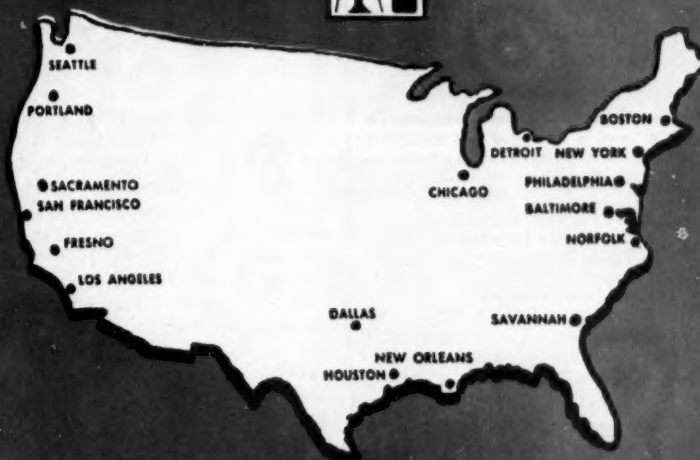 SEATTLE
PORTLAND
BOSTON
DETROIT NEW YORK
CHICAGO
PHILADELPHIA
SACRAMENTO
SAN FRANCISCO
BALTIMORE
NORFOLK
FRESNO
LOS ANGELES
DALLAS
SAVANNAH
NEW ORLEANS
HOUSTON